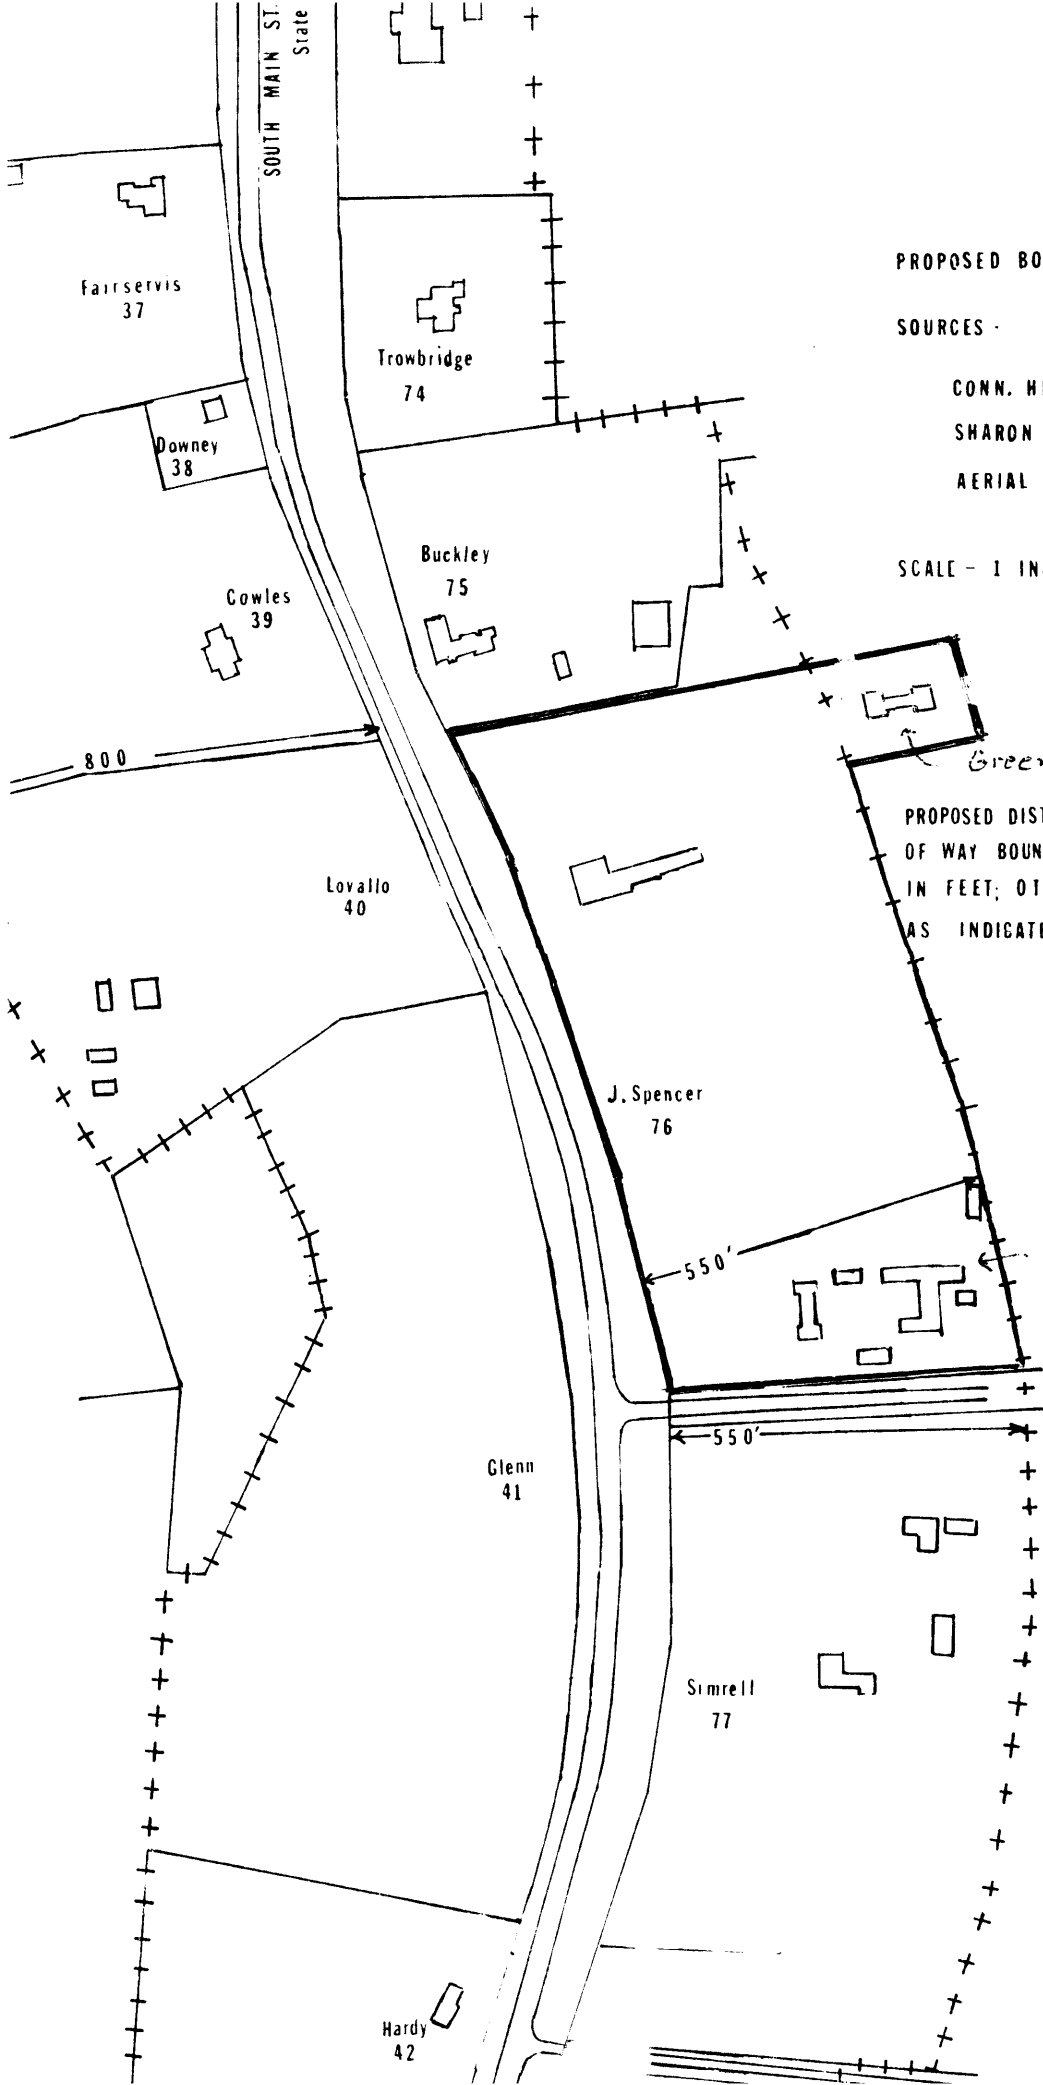 SOUTH MAIN ST.
State
Fairservis
37
Trowbridge
74
Downey
38
Buckley
75
Cowles
39
PROPOSED BO
SOURCES -
CONN. H
SHARON
AERIAL
SCALE - 1 IN
800
Green
PROPOSED DIST
OF WAY BOUN
IN FEET; OT
AS INDICATE
Lovallo
40
J. Spencer
76
550'
550'
Glenn
41
Simrell
77
Hardy
42